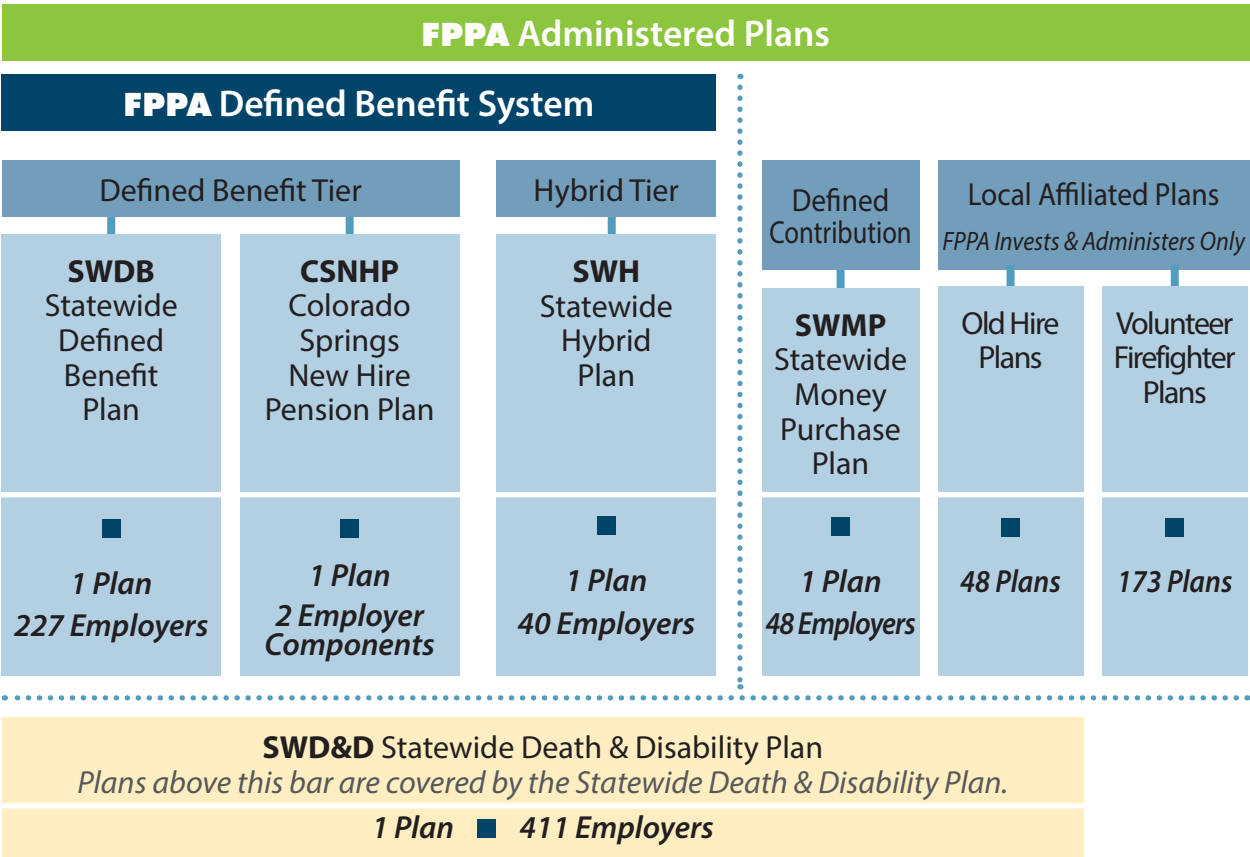 FPPA Administered Plans
FPPA Defined Benefit System
Defined Benefit Tier
SWDB
Statewide
Defined
Benefit
Plan
1 Plan
227 Employers
CSNHP
Colorado
Springs
New Hire
Pension Plan
1 Plan
2 Employer
Components
Hybrid Tier
SWH
Statewide
Hybrid
Plan
1 Plan
40 Employers
Defined
Contribution
SWMP
Statewide
Money
Purchase
Plan
1 Plan
48 Employers
Local Affiliated Plans
FPPA Invests & Administers Only
Old Hire
Plans
48 Plans
Volunteer
Firefighter
Plans
173 Plans
SWD&D Statewide Death & Disability Plan
Plans above this bar are covered by the Statewide Death & Disability Plan.
1 Plan ■ 411 Employers